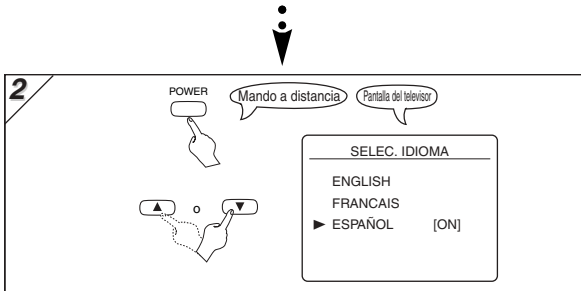 2
POWER
Mando a distancia
Pantalla del televisor
SELEC. IDIOMA
ENGLISH
FRANCAIS
▶ ESPAÑOL [ON]
▲ o ▼